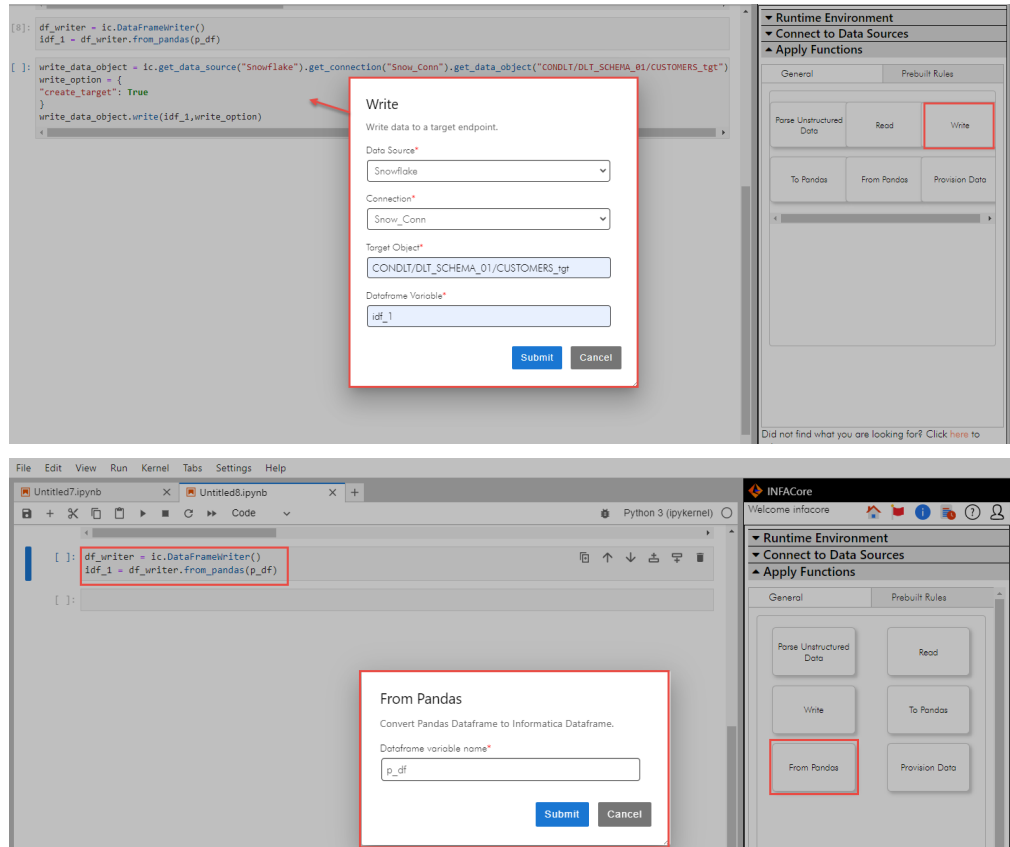 [8]: df_writer = ic.DataFrameWriter()
idf_1 = df_writer.from_pandas(p_df)
[ ]: write_data_object = ic.get_data_source("Snowflake").get_connection("Snow_Conn").get_data_object("CONDLT/DLT_SCHEMA_01/CUSTOMERS_tgt")
write_option = {
"create_target": True
}
write_data_object.write(idf_1,write_option)
Write
Write data to a target endpoint.
Data Source*
Snowflake
Connection*
Snow_Conn
Target Object*
CONDLT/DLT_SCHEMA_01/CUSTOMERS_tgt
Dataframe Variable*
idf_1
Submit Cancel
Runtime Environment
Connect to Data Sources
Apply Functions
General Prebuilt Rules
Parse Unstructured
Data
Read
Write
To Pandas From Pandas Provision Data
Did not find what you are looking for? Click here to
File Edit View Run Kernel Tabs Settings Help
Untitled7.ipynb Untitled8.ipynb
Code Python 3 (ipykernel)
[ ]: df_writer = ic.DataFrameWriter()
idf_1 = df_writer.from_pandas(p_df)
[ ]:
From Pandas
Convert Pandas Dataframe to Informatica Dataframe.
Dataframe variable name*
p_df
Submit Cancel
INFACore
Welcome infacore
Runtime Environment
Connect to Data Sources
Apply Functions
General Prebuilt Rules
Parse Unstructured
Data
Read
Write To Pandas
From Pandas Provision Data